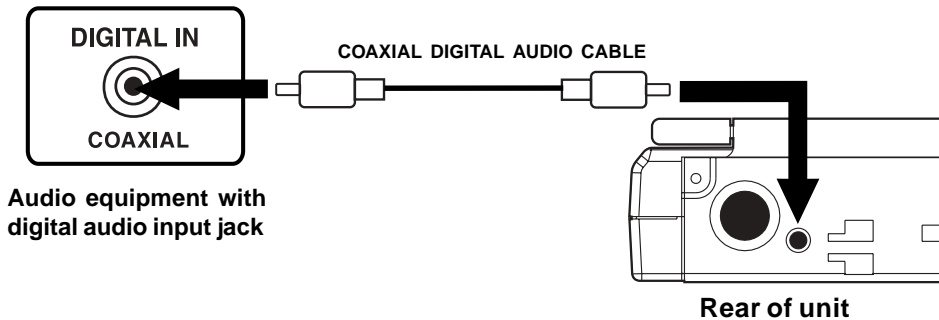 DIGITAL IN
COAXIAL
COAXIAL DIGITAL AUDIO CABLE
Audio equipment with
digital audio input jack
Rear of unit